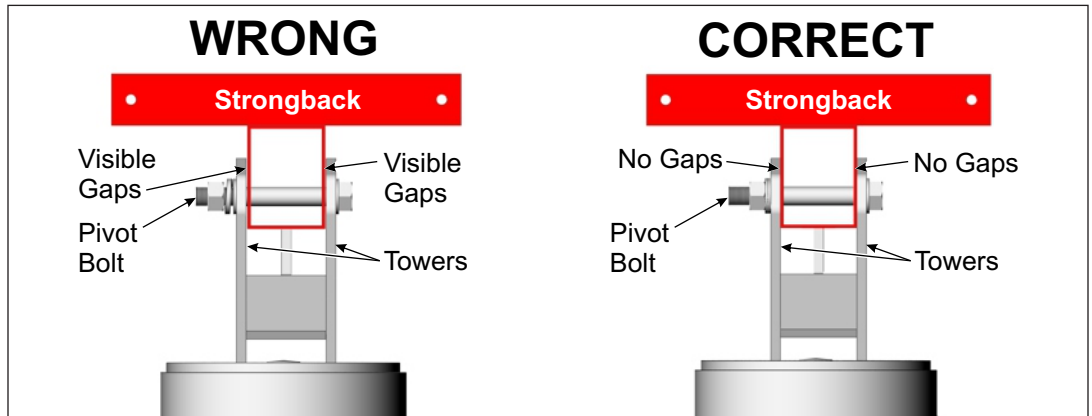 WRONG
Strongback
Visible
Gaps
Visible
Gaps
Pivot
Bolt
Towers
CORRECT
Strongback
No Gaps
No Gaps
Pivot
Bolt
Towers